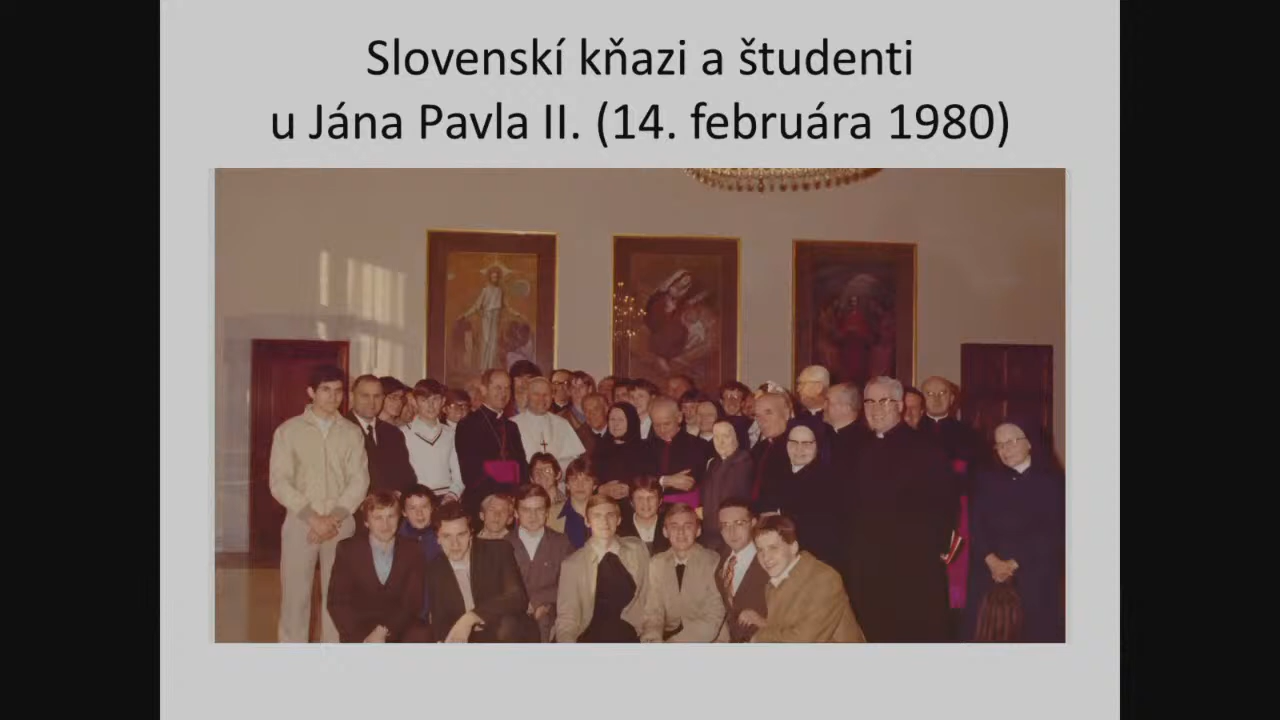 Slovenskí kňazi a študenti
u Jána Pavla II. (14. februára 1980)